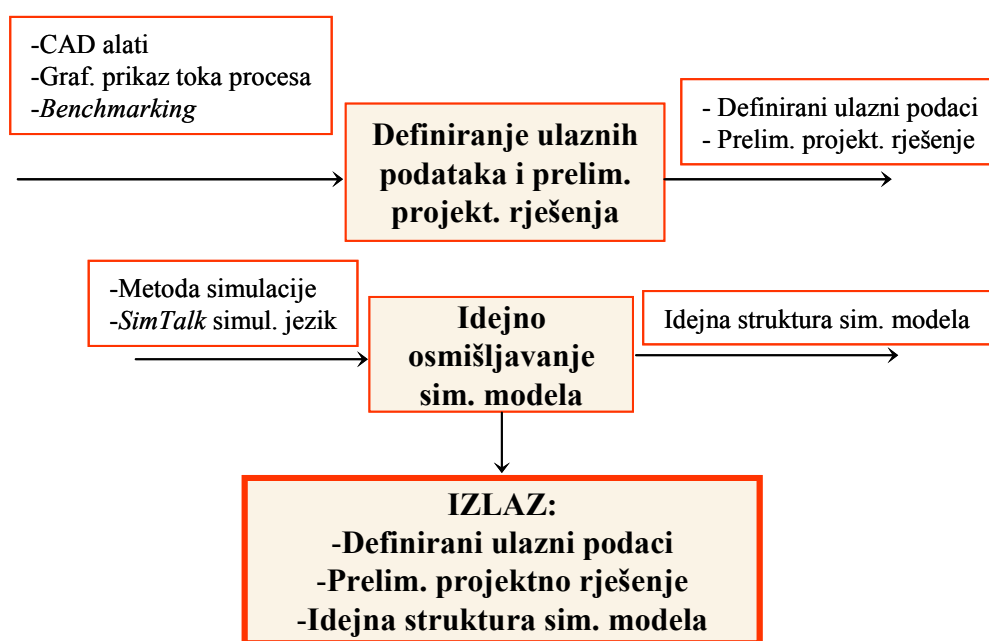 -CAD alati
-Graf. prikaz toka procesa
-Benchmarking
Definiranje ulaznih
podataka i prelim.
projekt. rješenja
- Definirani ulazni podaci
- Prelim. projekt. rješenje
-Metoda simulacije
-SimTalk simul. jezik
Idejno
osmišljavanje
sim. modela
Idejna struktura sim. modela
IZLAZ:
-Definirani ulazni podaci
-Prelim. projektno rješenje
-Idejna struktura sim. modela